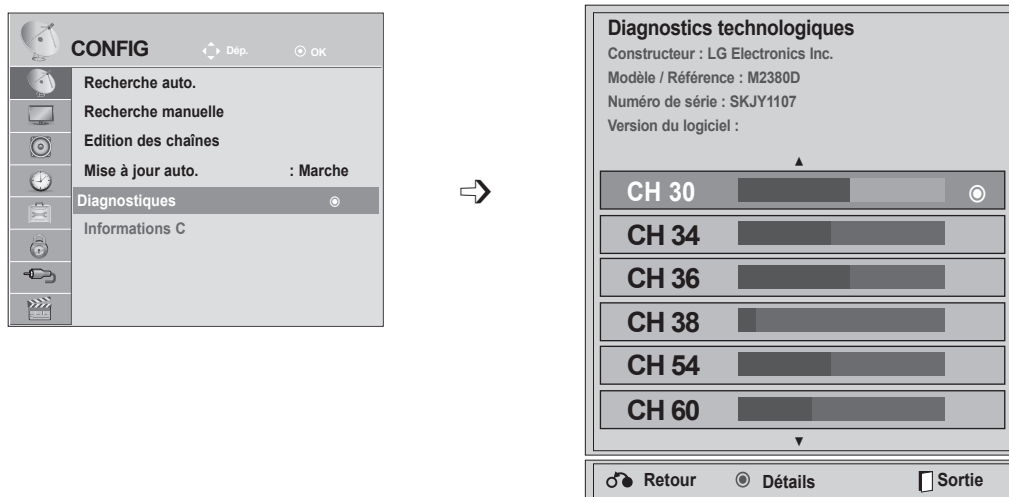 CONFIG Dép. OK
Recherche auto.
Recherche manuelle
Edition des chaînes
Mise à jour auto. : Marche
Diagnostiques
Informations C
Diagnostics technologiques
Constructeur : LG Electronics Inc.
Modèle / Référence : M2380D
Numéro de série : SKJY1107
Version du logiciel :
CH 30
CH 34
CH 36
CH 38
CH 54
CH 60
Retour Détails Sortie